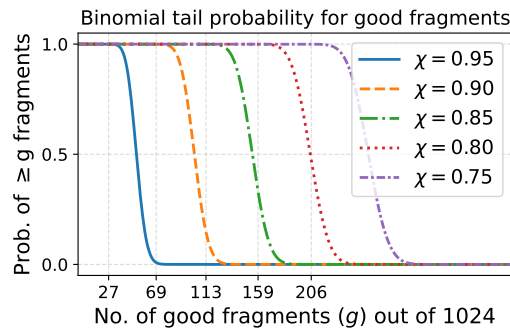 Binomial tail probability for good fragments
Prob. of ≥g fragments
1.0
0.5
0.0
χ = 0.95
χ = 0.90
χ = 0.85
χ = 0.80
χ = 0.75
27 69 113 159 206
No. of good fragments (g) out of 1024